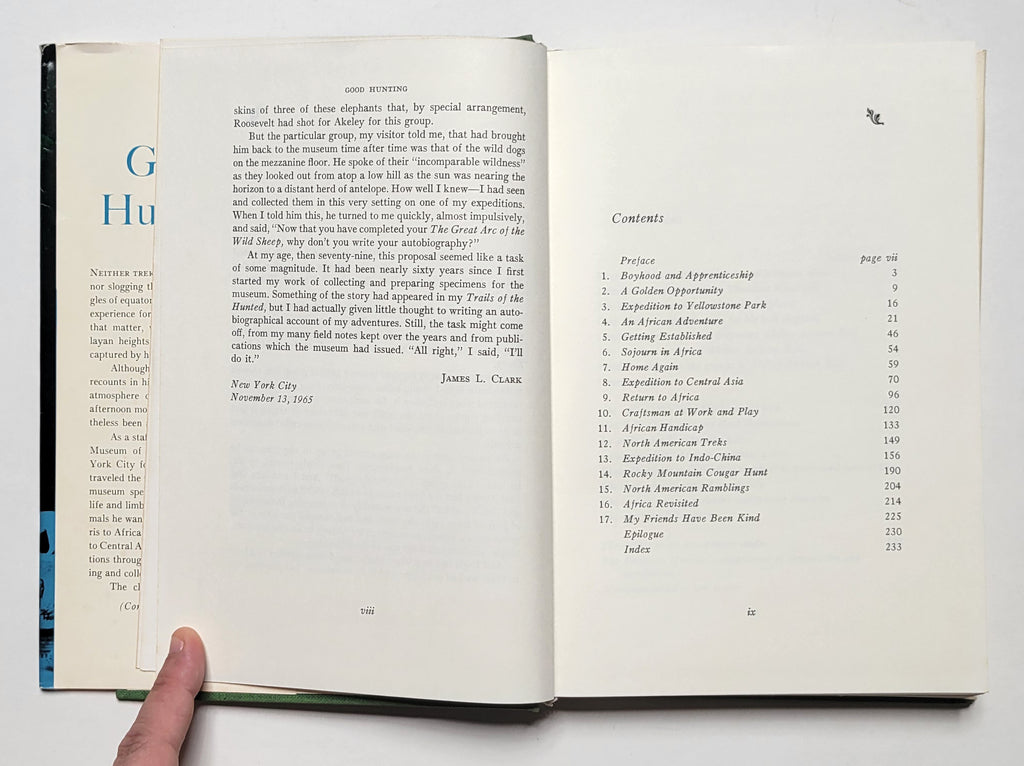 G
Hu
NEITHER TREK
nor slogging t
gles of equator
experience for
that matter,
layan heights
captured by h
Although
recounts in hi
atmosphere
afternoon mo
theless been
As a staf
Museum of
York City fo
traveled the
museum spe
life and limb
mals he wan
ris to Africa
to Central A
tions throug
ing and coll
The cl
(Con
GOOD HUNTING
skins of three of these elephants that, by special arrangement,
Roosevelt had shot for Akeley for this group.
But the particular group, my visitor told me, that had brought
him back to the museum time after time was that of the wild dogs
on the mezzanine floor. He spoke of their “incomparable wildness”
as they looked out from atop a low hill as the sun was nearing the
horizon to a distant herd of antelope. How well I knew—I had seen
and collected them in this very setting on one of my expeditions.
When I told him this, he turned to me quickly, almost impulsively,
and said, “Now that you have completed your The Great Arc of the
Wild Sheep, why don’t you write your autobiography?”
At my age, then seventy-nine, this proposal seemed like a task
of some magnitude. It had been nearly sixty years since I first
started my work of collecting and preparing specimens for the
museum. Something of the story had appeared in my Trails of the
Hunted, but I had actually given little thought to writing an auto-
biographical account of my adventures. Still, the task might come
off, from my many field notes kept over the years and from publi-
cations which the museum had issued. “All right,” I said, “I’ll
do it.”
JAMES L. CLARK
New York City
November 13, 1965
viii
Contents
Preface page vii
1. Boyhood and Apprenticeship 3
2. A Golden Opportunity 9
3. Expedition to Yellowstone Park 16
4. An African Adventure 21
5. Getting Established 46
6. Sojourn in Africa 54
7. Home Again 59
8. Expedition to Central Asia 70
9. Return to Africa 96
10. Craftsman at Work and Play 120
11. African Handicap 133
12. North American Treks 149
13. Expedition to Indo-China 156
14. Rocky Mountain Cougar Hunt 190
15. North American Ramblings 204
16. Africa Revisited 214
17. My Friends Have Been Kind 225
Epilogue 230
Index 233
ix